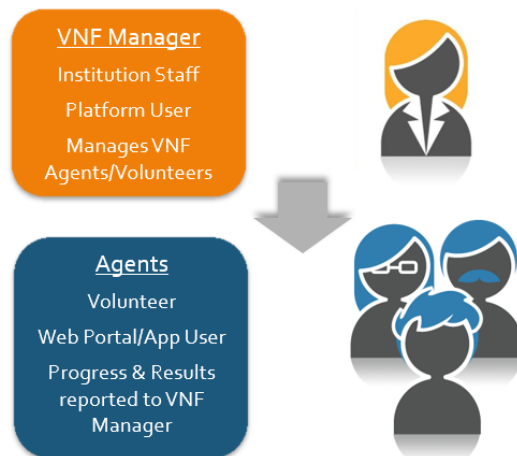 VNF Manager
Institution Staff
Platform User
Manages VNF
Agents/Volunteers
Agents
Volunteer
Web Portal/App User
Progress & Results
reported to VNF
Manager